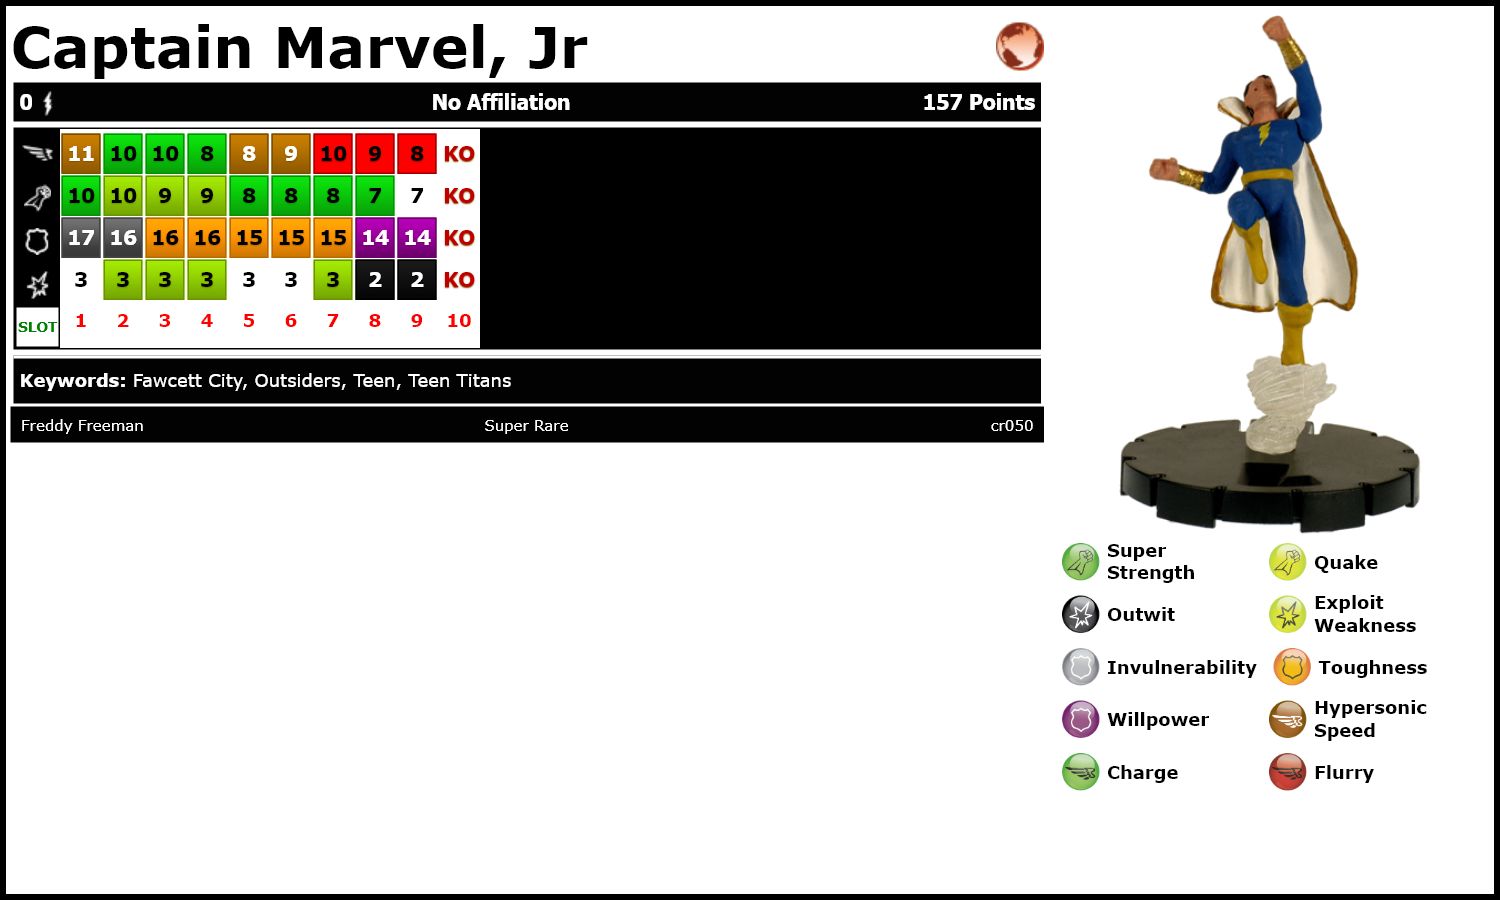 Captain Marvel, Jr
0 No Affiliation 157 Points
11 10 10 8 8 9 10 9 8 KO
10 10 9 9 8 8 8 7 7 KO
17 16 16 16 15 15 15 14 14 KO
3 3 3 3 3 3 3 2 2 KO
SLOT 1 2 3 4 5 6 7 8 9 10
Keywords: Fawcett City, Outsiders, Teen, Teen Titans
Freddy Freeman Super Rare cr050
Super
Strength
Quake
Outwit
Exploit
Weakness
Invulnerability
Toughness
Willpower
Hypersonic
Speed
Charge
Flurry